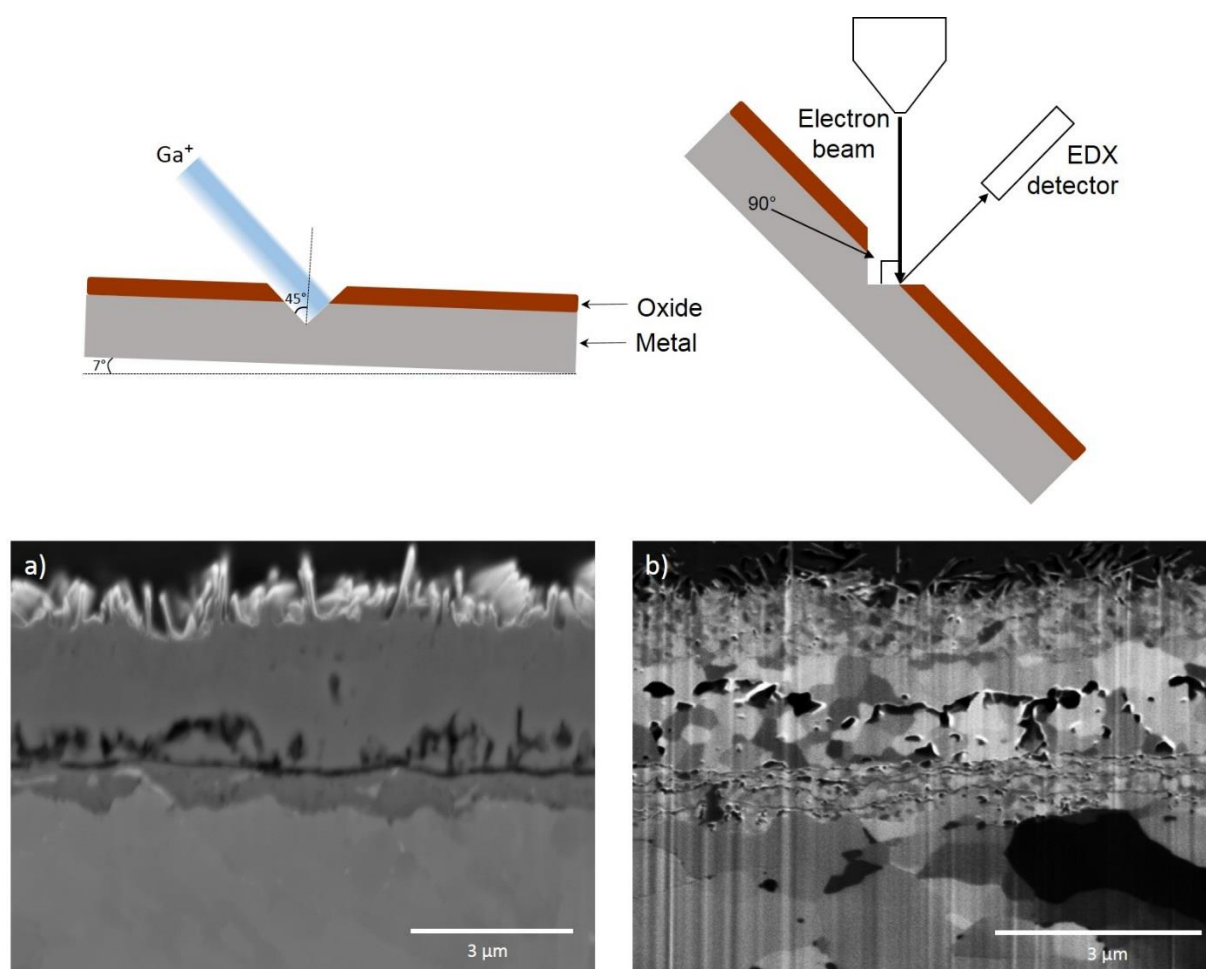 Ga+
45°
7°
Oxide
Metal
Electron
beam
EDX
detector
90°
a)
3 µm
b)
3 µm